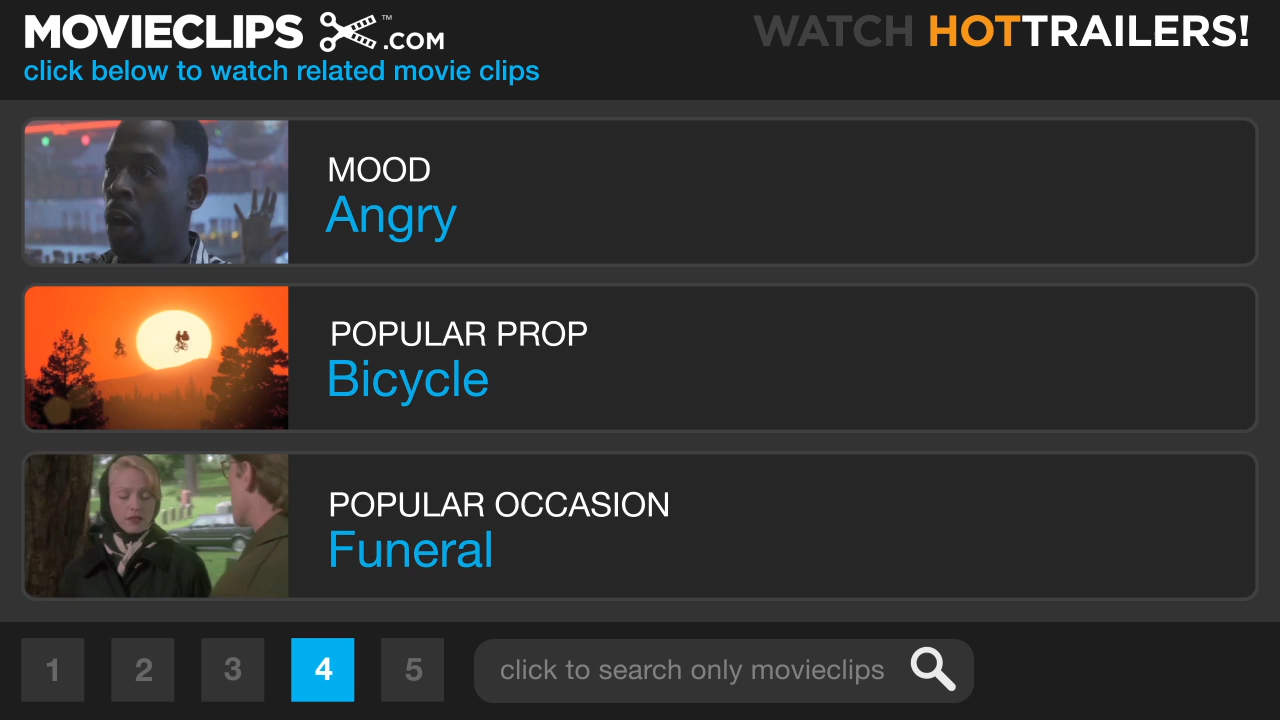 MOVIECLIPS™.COM
WATCH HOTTRAILERS!
click below to watch related movie clips
MOOD
Angry
POPULAR PROP
Bicycle
POPULAR OCCASION
Funeral
1 2 3 4 5
click to search only movieclips